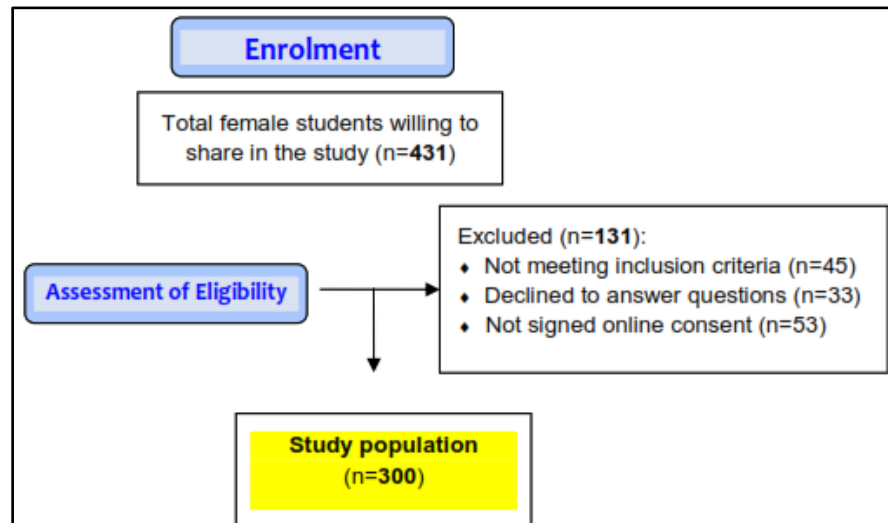 Enrolment
Total female students willing to
share in the study (n=431)
Excluded (n=131):
♦ Not meeting inclusion criteria (n=45)
♦ Declined to answer questions (n=33)
♦ Not signed online consent (n=53)
Assessment of Eligibility
Study population
(n=300)